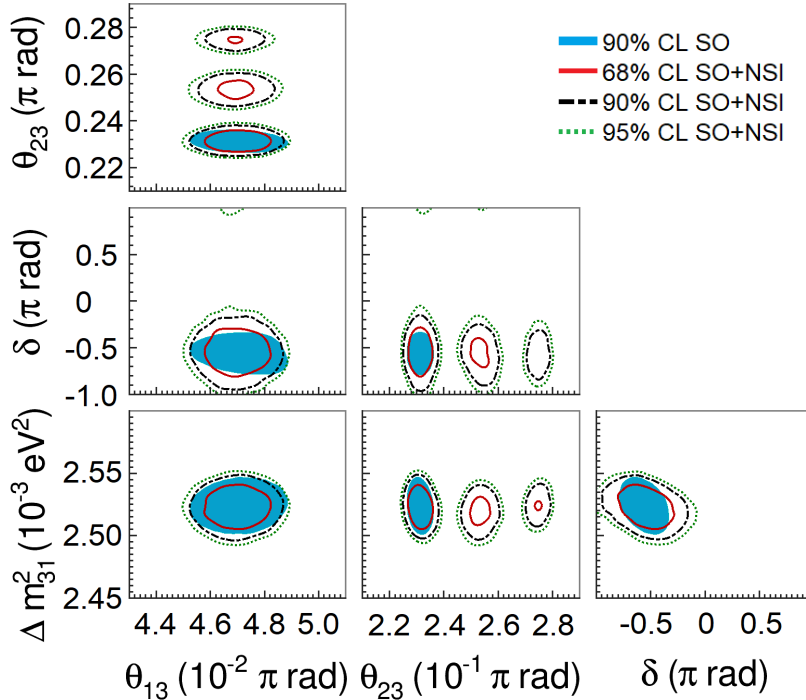 0.28
0.26
0.24
0.22
θ23 (π rad)
90% CL SO
68% CL SO+NSI
90% CL SO+NSI
95% CL SO+NSI
0.5
0
-0.5
-1.0
δ (π rad)
2.55
2.50
2.45
Δ m²31 (10⁻³ eV²)
4.4 4.6 4.8 5.0
2.2 2.4 2.6 2.8
-0.5 0 0.5
θ13 (10⁻² π rad)
θ23 (10⁻¹ π rad)
δ (π rad)